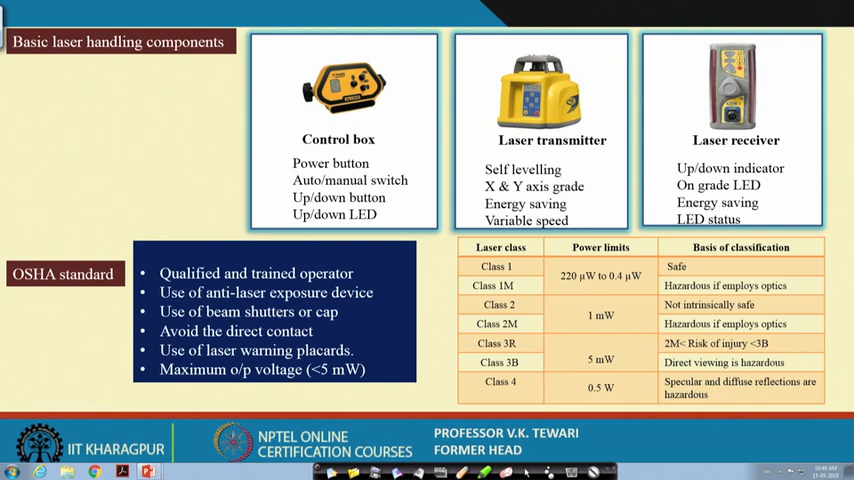 Basic laser handling components
Control box
Power button
Auto/manual switch
Up/down button
Up/down LED
Laser transmitter
Self levelling
X & Y axis grade
Energy saving
Variable speed
Laser receiver
Up/down indicator
On grade LED
Energy saving
LED status
OSHA standard
• Qualified and trained operator
• Use of anti-laser exposure device
• Use of beam shutters or cap
• Avoid the direct contact
• Use of laser warning placards.
• Maximum o/p voltage (<5 mW)
Laser class Power limits Basis of classification
Class 1 220 µW to 0.4 µW Safe
Class 1M Hazardous if employs optics
Class 2 1 mW Not intrinsically safe
Class 2M Hazardous if employs optics
Class 3R 5 mW 2M< Risk of injury <3B
Class 3B Direct viewing is hazardous
Class 4 0.5 W Specular and diffuse reflections are
hazardous
IIT KHARAGPUR
NPTEL ONLINE
CERTIFICATION COURSES
PROFESSOR V.K. TEWARI
FORMER HEAD
10:40 AM
15-05-2018